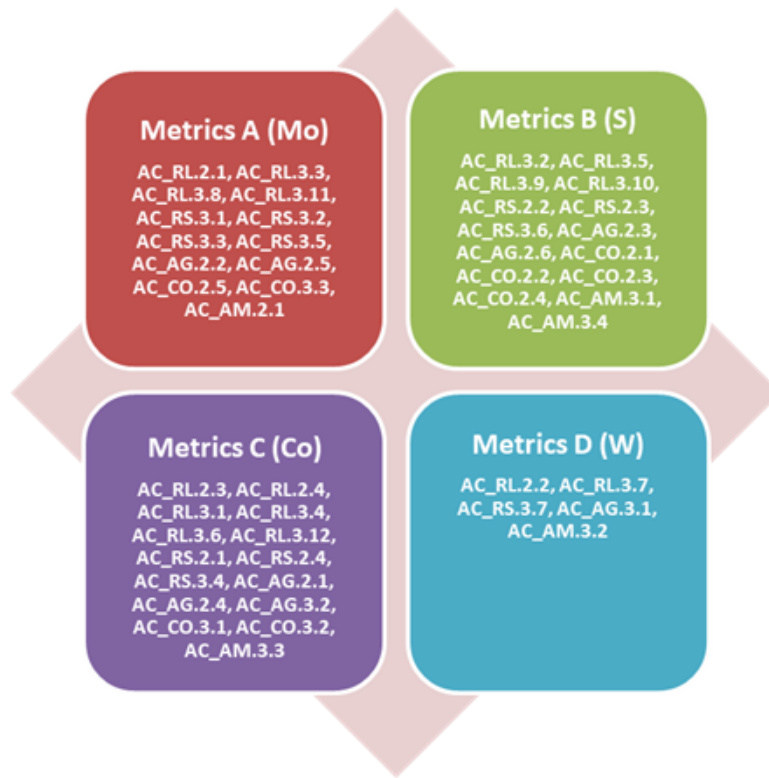 Metrics A (Mo)
AC_RL.2.1, AC_RL.3.3,
AC_RL.3.8, AC_RL.3.11,
AC_RS.3.1, AC_RS.3.2,
AC_RS.3.3, AC_RS.3.5,
AC_AG.2.2, AC_AG.2.5,
AC_CO.2.5, AC_CO.3.3,
AC_AM.2.1
Metrics B (S)
AC_RL.3.2, AC_RL.3.5,
AC_RL.3.9, AC_RL.3.10,
AC_RS.2.2, AC_RS.2.3,
AC_RS.3.6, AC_AG.2.3,
AC_AG.2.6, AC_CO.2.1,
AC_CO.2.2, AC_CO.2.3,
AC_CO.2.4, AC_AM.3.1,
AC_AM.3.4
Metrics C (Co)
AC_RL.2.3, AC_RL.2.4,
AC_RL.3.1, AC_RL.3.4,
AC_RL.3.6, AC_RL.3.12,
AC_RS.2.1, AC_RS.2.4,
AC_RS.3.4, AC_AG.2.1,
AC_AG.2.4, AC_AG.3.2,
AC_CO.3.1, AC_CO.3.2,
AC_AM.3.3
Metrics D (W)
AC_RL.2.2, AC_RL.3.7,
AC_RS.3.7, AC_AG.3.1,
AC_AM.3.2